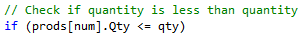 // Check if quantity is less than quantity
if (prods[num].Qty <= qty)